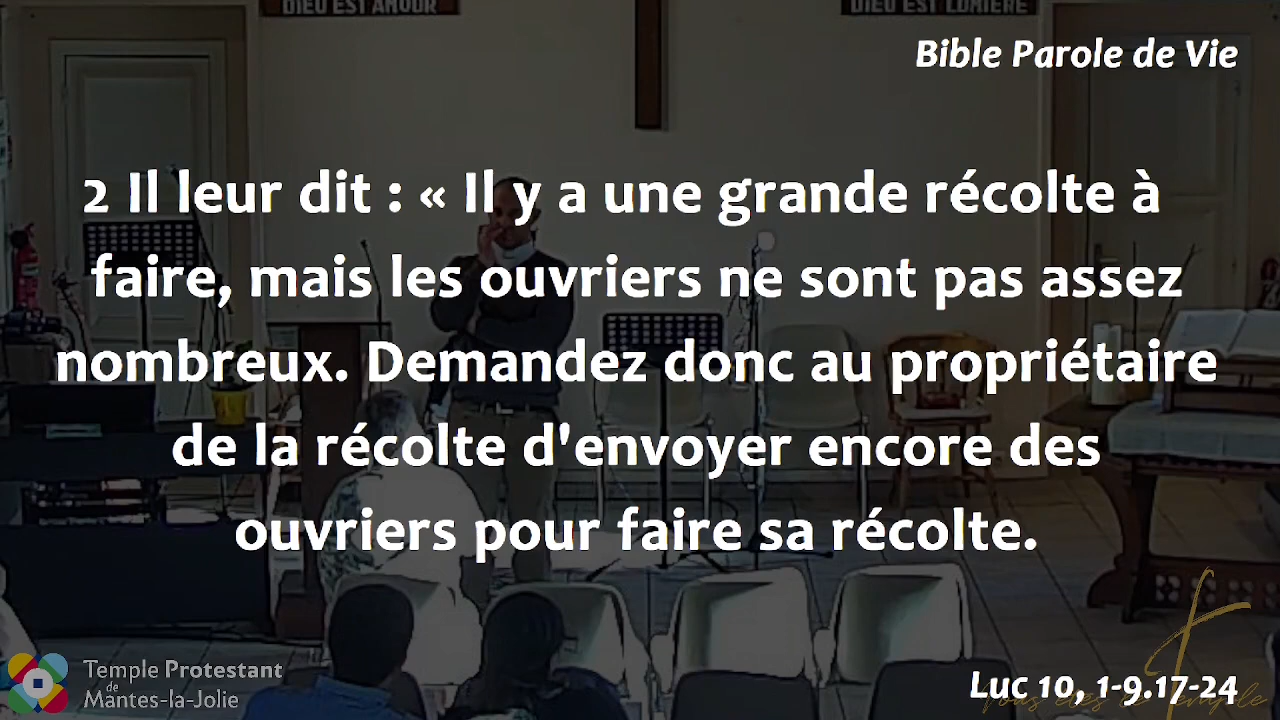 DIEU EST AMOUR
DIEU EST LUMIÈRE
Bible Parole de Vie
2 Il leur dit : « Il y a une grande récolte à
faire, mais les ouvriers ne sont pas assez
nombreux. Demandez donc au propriétaire
de la récolte d'envoyer encore des
ouvriers pour faire sa récolte.
Temple Protestant
de
Mantes-la-Jolie
Luc 10, 1-9.17-24